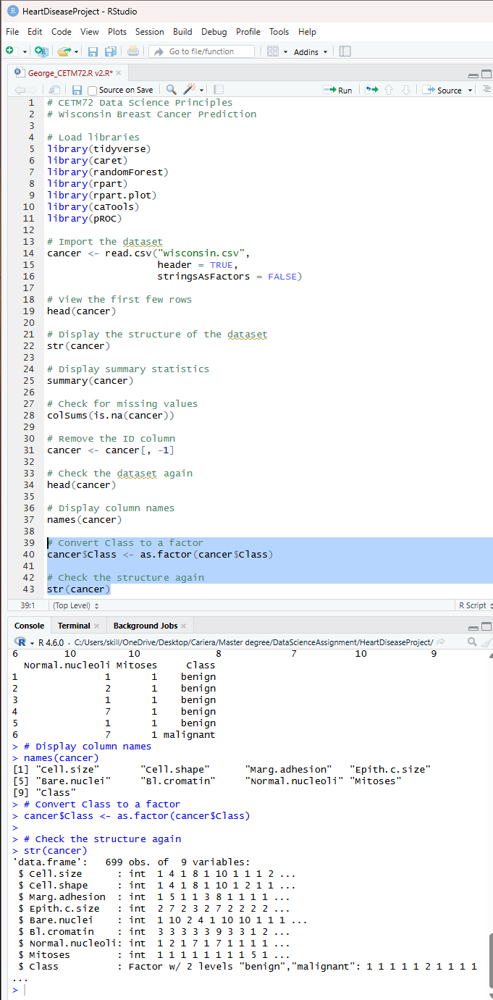 HeartDiseaseProject - RStudio
File Edit Code View Plots Session Build Debug Profile Tools Help
Go to file/function Addins
George_CETM72.R v2.R*
Source on Save Run Source
1 # CETM72 Data Science Principles
2 # Wisconsin Breast Cancer Prediction
3
4 # Load libraries
5 library(tidyverse)
6 library(caret)
7 library(randomForest)
8 library(rpart)
9 library(rpart.plot)
10 library(caTools)
11 library(pROC)
12
13 # Import the dataset
14 cancer <- read.csv("wisconsin.csv",
15 header = TRUE,
16 stringsAsFactors = FALSE)
17
18 # View the first few rows
19 head(cancer)
20
21 # Display the structure of the dataset
22 str(cancer)
23
24 # Display summary statistics
25 summary(cancer)
26
27 # Check for missing values
28 colSums(is.na(cancer))
29
30 # Remove the ID column
31 cancer <- cancer[, -1]
32
33 # Check the dataset again
34 head(cancer)
35
36 # Display column names
37 names(cancer)
38
39 # Convert Class to a factor
40 cancer$Class <- as.factor(cancer$Class)
41
42 # Check the structure again
43 str(cancer)
39:1 (Top Level) R Script
Console Terminal Background Jobs
R 4.6.0 · C:/Users/skill/OneDrive/Desktop/Cariera/Master degree/DataScienceAssignment/HeartDiseaseProject/
6 10 10 8 7 10 9
Normal.nucleoli Mitoses Class
1 1 1 benign
2 2 1 benign
3 1 1 benign
4 7 1 benign
5 1 1 benign
6 7 1 malignant
> # Display column names
> names(cancer)
[1] "Cell.size" "Cell.shape" "Marg.adhesion" "Epith.c.size"
[5] "Bare.nuclei" "Bl.cromatin" "Normal.nucleoli" "Mitoses"
[9] "Class"
> # Convert Class to a factor
> cancer$Class <- as.factor(cancer$Class)
>
> # Check the structure again
> str(cancer)
'data.frame': 699 obs. of 9 variables:
$ Cell.size : int 1 4 1 8 1 10 1 1 1 2 ...
$ Cell.shape : int 1 4 1 8 1 10 1 2 1 1 ...
$ Marg.adhesion : int 1 5 1 1 3 8 1 1 1 1 ...
$ Epith.c.size : int 2 7 2 3 2 7 2 2 2 2 ...
$ Bare.nuclei : int 1 10 2 4 1 10 10 1 1 1 ...
$ Bl.cromatin : int 3 3 3 3 3 9 3 3 1 2 ...
$ Normal.nucleoli: int 1 2 1 7 1 7 1 1 1 1 ...
$ Mitoses : int 1 1 1 1 1 1 1 1 5 1 ...
$ Class : Factor w/ 2 levels "benign","malignant": 1 1 1 1 1 2 1 1 1 1
...
>